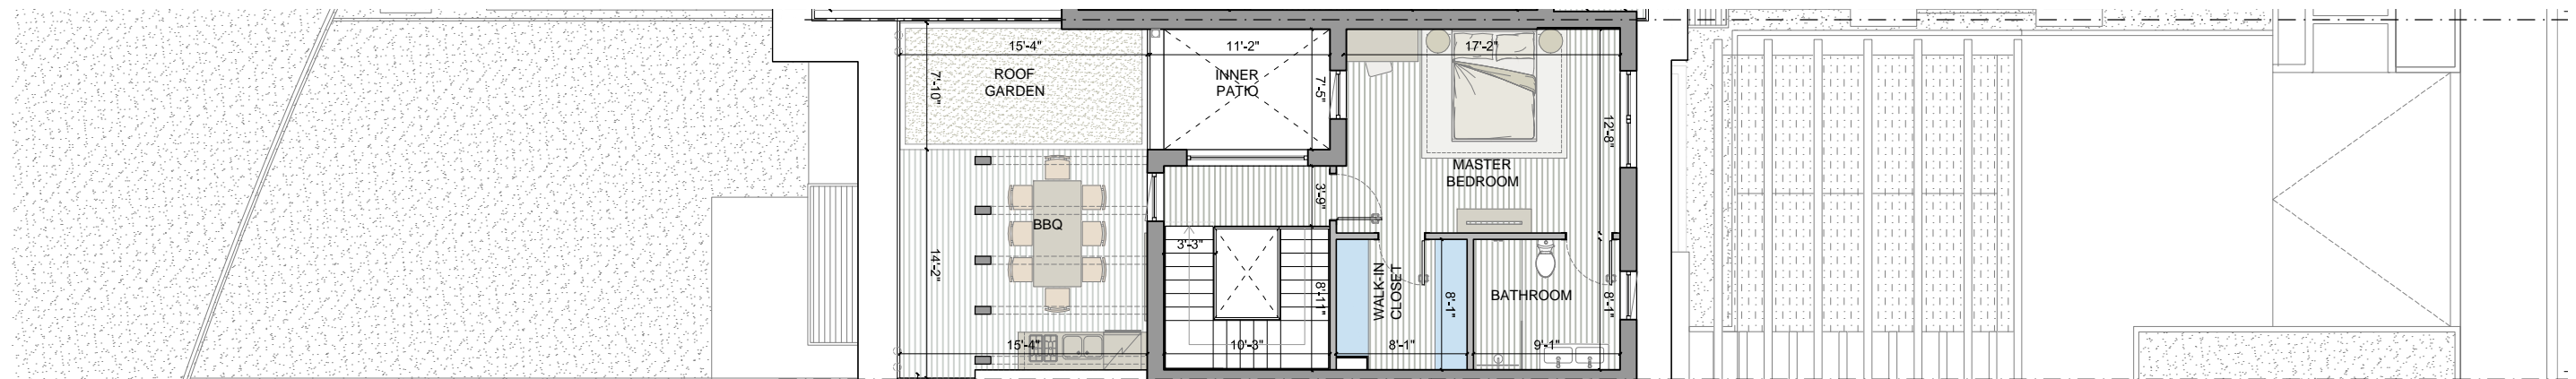 15'-4"
11'-2"
17'-2"
ROOF
GARDEN
7'-10"
INNER
PATIO
7'-5"
12'-8"
MASTER
BEDROOM
3'-9"
BBQ
3'-3"
14'-2"
8'-11"
WALK-IN
CLOSET
8'-1"
BATHROOM
8'-1"
15'-4"
10'-3"
8'-1"
9'-1"